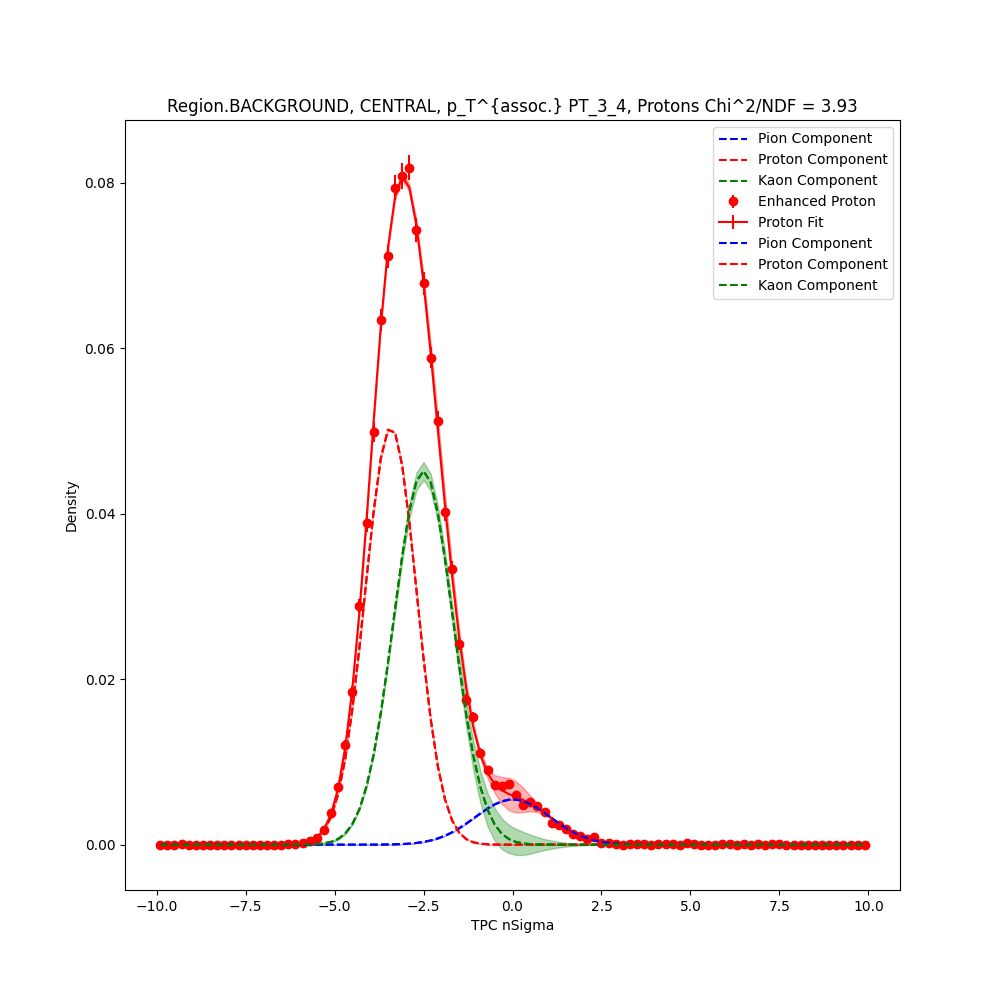 Region.BACKGROUND, CENTRAL, p_T^{assoc.} PT_3_4, Protons Chi^2/NDF = 3.93
Pion Component
Proton Component
Kaon Component
Enhanced Proton
Proton Fit
Pion Component
Proton Component
Kaon Component
Density
0.08
0.06
0.04
0.02
0.00
−10.0 −7.5 −5.0 −2.5 0.0 2.5 5.0 7.5 10.0
TPC nSigma